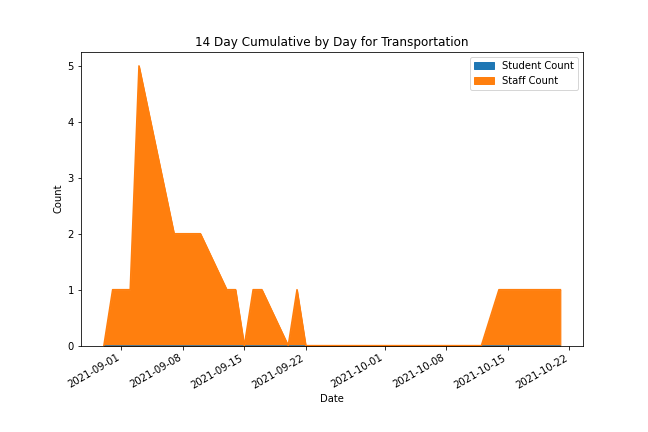 14 Day Cumulative by Day for Transportation
Student Count
Staff Count
5
4
3
2
1
0
Count
2021-09-01
2021-09-08
2021-09-15
2021-09-22
2021-10-01
2021-10-08
2021-10-15
2021-10-22
Date